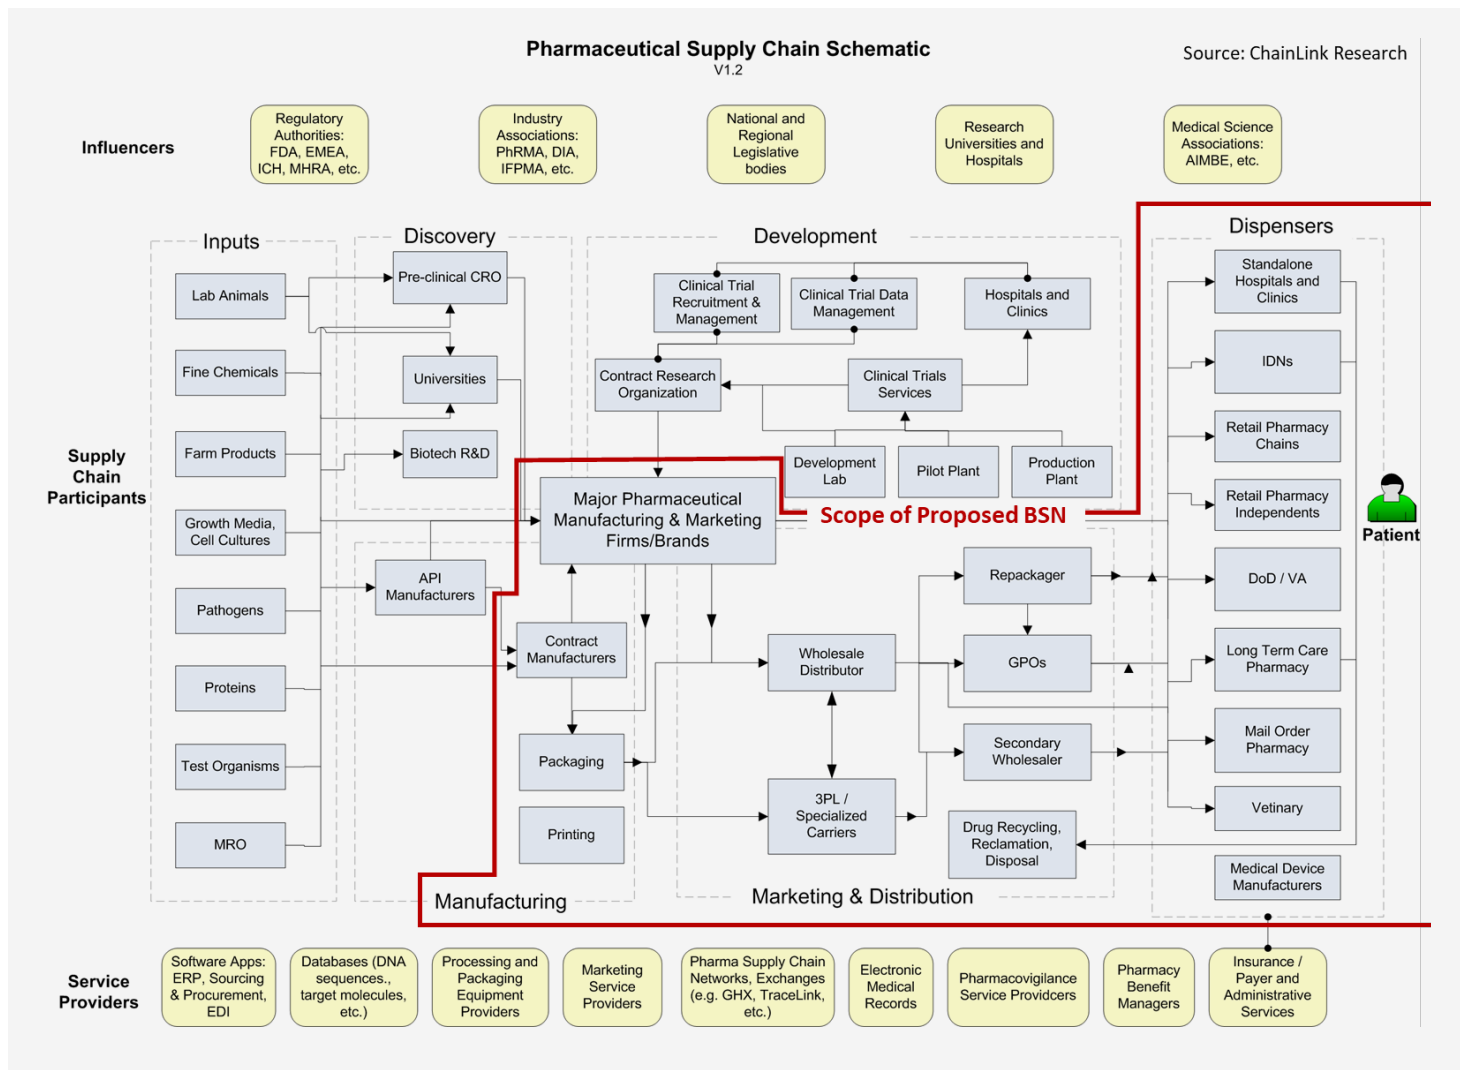 Pharmaceutical Supply Chain Schematic
V1.2
Source: ChainLink Research
Influencers
Regulatory
Authorities:
FDA, EMEA,
ICH, MHRA, etc.
Industry
Associations:
PhRMA, DIA,
IFPMA, etc.
National and
Regional
Legislative
bodies
Research
Universities and
Hospitals
Medical Science
Associations:
AIMBE, etc.
Supply
Chain
Participants
Inputs
Lab Animals
Fine Chemicals
Farm Products
Growth Media,
Cell Cultures
Pathogens
Proteins
Test Organisms
MRO
Discovery
Pre-clinical CRO
Universities
Biotech R&D
Development
Clinical Trial
Recruitment &
Management
Clinical Trial Data
Management
Hospitals and
Clinics
Contract Research
Organization
Clinical Trials
Services
Development
Lab
Pilot Plant
Production
Plant
Major Pharmaceutical
Manufacturing & Marketing
Firms/Brands
Scope of Proposed BSN
API
Manufacturers
Contract
Manufacturers
Packaging
Printing
Manufacturing
Repackager
Wholesale
Distributor
GPOs
Secondary
Wholesaler
3PL /
Specialized
Carriers
Drug Recycling,
Reclamation,
Disposal
Marketing & Distribution
Dispensers
Standalone
Hospitals and
Clinics
IDNs
Retail Pharmacy
Chains
Retail Pharmacy
Independents
DoD / VA
Long Term Care
Pharmacy
Mail Order
Pharmacy
Vetinary
Medical Device
Manufacturers
Patient
Service
Providers
Software Apps:
ERP, Sourcing
& Procurement,
EDI
Databases (DNA
sequences.,
target molecules,
etc.)
Processing and
Packaging
Equipment
Providers
Marketing
Service
Providers
Pharma Supply Chain
Networks, Exchanges
(e.g. GHX, TraceLink,
etc.)
Electronic
Medical
Records
Pharmacovigilance
Service Providcers
Pharmacy
Benefit
Managers
Insurance /
Payer and
Administrative
Services